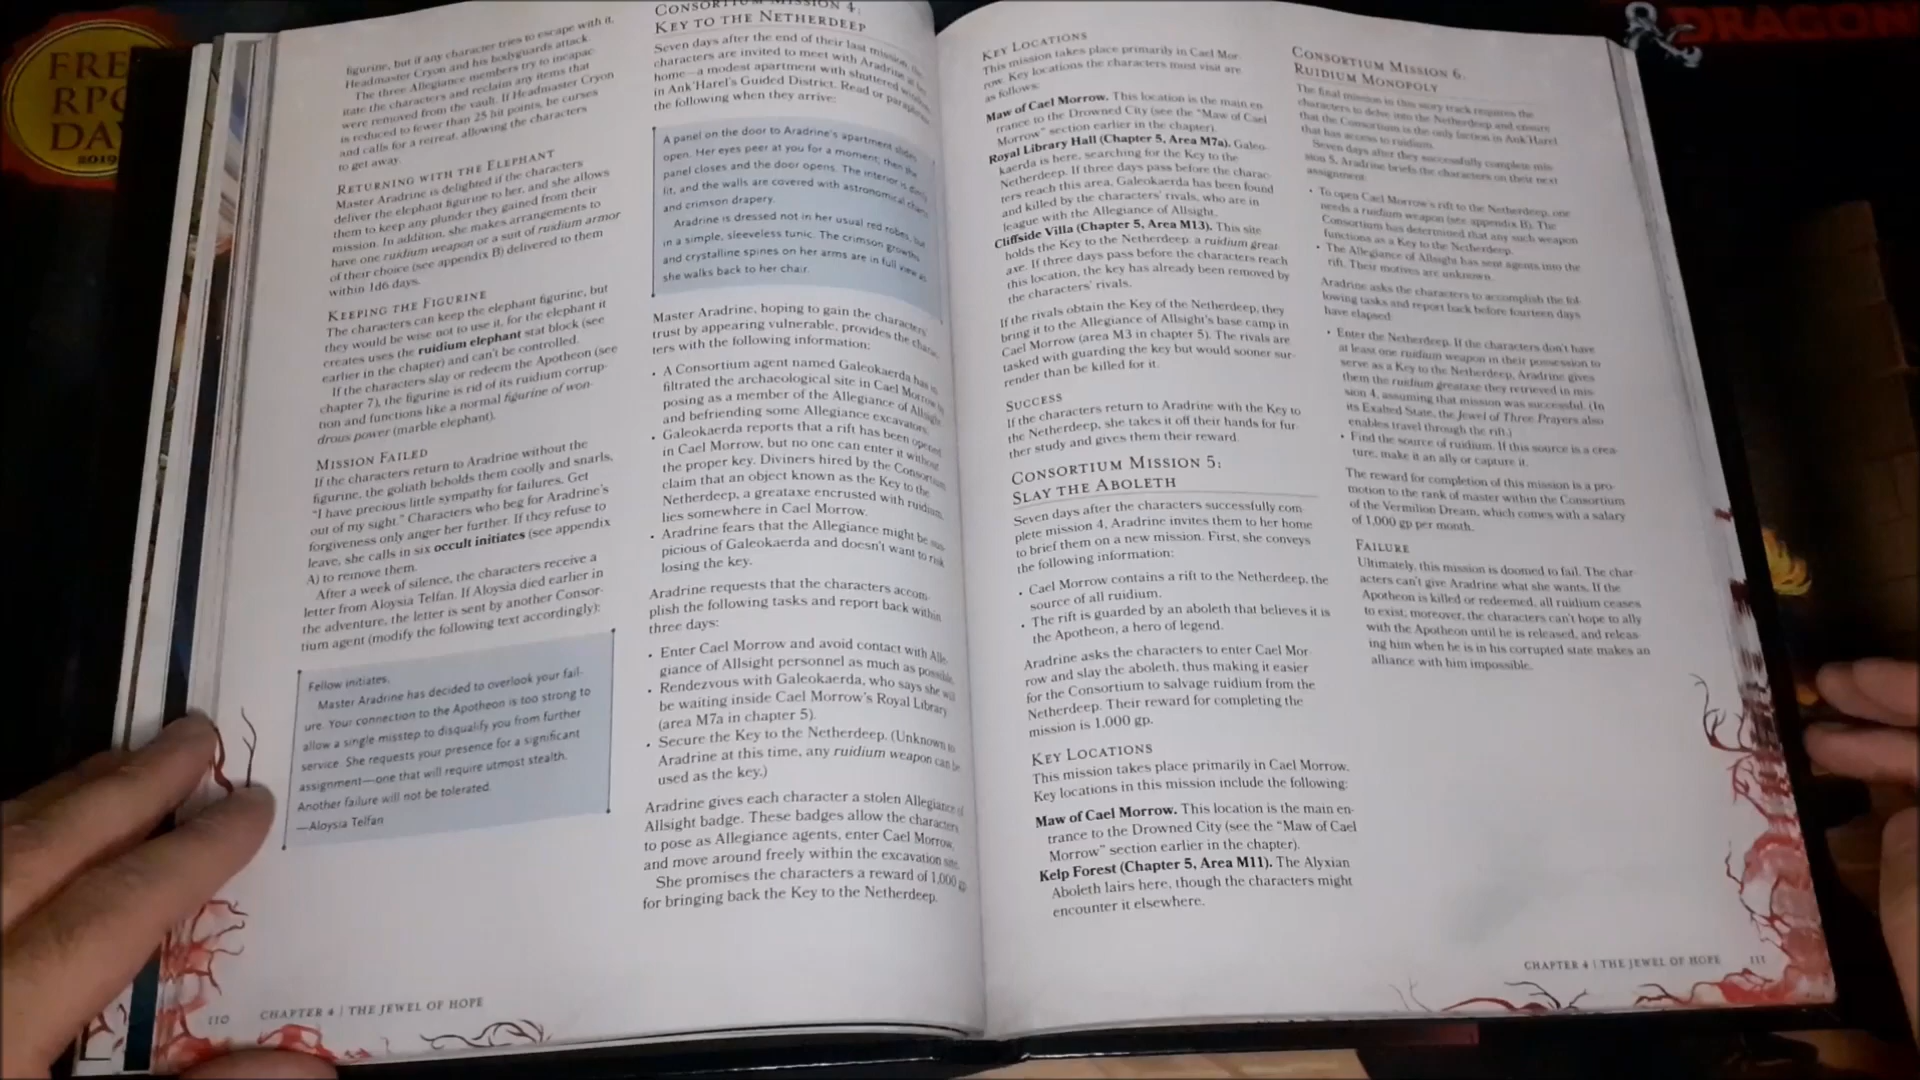 FRE
RPG
DA
2019
DRAGON
figurine, but if any character tries to escape with it,
Headmaster Cryon and his bodyguards attack.
The three Allegiance members try to incapac-
itate the characters and reclaim any items that
were removed from the vault. If Headmaster Cryon
is reduced to fewer than 25 hit points, he curses
and calls for a retreat, allowing the characters
to get away.
RETURNING WITH THE ELEPHANT
Master Aradrine is delighted if the characters
deliver the elephant figurine to her, and she allows
them to keep any plunder they gained from their
mission. In addition, she makes arrangements to
have one ruidium weapon or a suit of ruidium armor
of their choice (see appendix B) delivered to them
within 1d6 days.
KEEPING THE FIGURINE
The characters can keep the elephant figurine, but
they would be wise not to use it, for the elephant it
creates uses the ruidium elephant stat block (see
earlier in the chapter) and can't be controlled.
If the characters slay or redeem the Apotheon (see
chapter 7), the figurine is rid of its ruidium corrup-
tion and functions like a normal figurine of won-
drous power (marble elephant).
MISSION FAILED
If the characters return to Aradrine without the
figurine, the goliath beholds them coolly and snarls,
"I have precious little sympathy for failures. Get
out of my sight." Characters who beg for Aradrine's
forgiveness only anger her further. If they refuse to
leave, she calls in six occult initiates (see appendix
A) to remove them.
After a week of silence, the characters receive a
letter from Aloysia Telfan. If Aloysia died earlier in
the adventure, the letter is sent by another Consor-
tium agent (modify the following text accordingly):
Fellow initiates,
Master Aradrine has decided to overlook your fail-
ure. Your connection to the Apotheon is too strong to
allow a single misstep to disqualify you from further
service. She requests your presence for a significant
assignment—one that will require utmost stealth.
Another failure will not be tolerated.
—Aloysia Telfan
110
CHAPTER 4 | THE JEWEL OF HOPE
CONSORTIUM MISSION 4:
KEY TO THE NETHERDEEP
Seven days after the end of their last mission, the
characters are invited to meet with Aradrine at her
home—a modest apartment with shuttered windows
in Ank'Harel's Guided District. Read or paraphrase
the following when they arrive:
A panel on the door to Aradrine's apartment slides
open. Her eyes peer at you for a moment, then the
panel closes and the door opens. The interior is dimly
lit, and the walls are covered with astronomical charts
and crimson drapery.
Aradrine is dressed not in her usual red robes, but
in a simple, sleeveless tunic. The crimson growths
and crystalline spines on her arms are in full view as
she walks back to her chair.
Master Aradrine, hoping to gain the characters'
trust by appearing vulnerable, provides the charac-
ters with the following information:
• A Consortium agent named Galeokaerda has in-
filtrated the archaeological site in Cael Morrow by
posing as a member of the Allegiance of Allsight
and befriending some Allegiance excavators.
• Galeokaerda reports that a rift has been opened
in Cael Morrow, but no one can enter it without
the proper key. Diviners hired by the Consortium
claim that an object known as the Key to the
Netherdeep, a greataxe encrusted with ruidium,
lies somewhere in Cael Morrow.
• Aradrine fears that the Allegiance might be sus-
picious of Galeokaerda and doesn't want to risk
losing the key.
Aradrine requests that the characters accom-
plish the following tasks and report back within
three days:
• Enter Cael Morrow and avoid contact with Alle-
giance of Allsight personnel as much as possible.
• Rendezvous with Galeokaerda, who says she will
be waiting inside Cael Morrow's Royal Library
(area M7a in chapter 5).
• Secure the Key to the Netherdeep. (Unknown to
Aradrine at this time, any ruidium weapon can be
used as the key.)
Aradrine gives each character a stolen Allegiance of
Allsight badge. These badges allow the characters
to pose as Allegiance agents, enter Cael Morrow,
and move around freely within the excavation site.
She promises the characters a reward of 1,000 gp
for bringing back the Key to the Netherdeep.
KEY LOCATIONS
This mission takes place primarily in Cael Mor-
row. Key locations the characters must visit are
as follows:
Maw of Cael Morrow. This location is the main en-
trance to the Drowned City (see the "Maw of Cael
Morrow" section earlier in the chapter).
Royal Library Hall (Chapter 5, Area M7a). Galeo-
kaerda is here, searching for the Key to the
Netherdeep. If three days pass before the charac-
ters reach this area, Galeokaerda has been found
and killed by the characters' rivals, who are in
league with the Allegiance of Allsight.
Cliffside Villa (Chapter 5, Area M13). This site
holds the Key to the Netherdeep, a ruidium great-
axe. If three days pass before the characters reach
this location, the key has already been removed by
the characters' rivals.
If the rivals obtain the Key of the Netherdeep, they
bring it to the Allegiance of Allsight's base camp in
Cael Morrow (area M3 in chapter 5). The rivals are
tasked with guarding the key but would sooner sur-
render than be killed for it.
SUCCESS
If the characters return to Aradrine with the Key to
the Netherdeep, she takes it off their hands for fur-
ther study and gives them their reward.
CONSORTIUM MISSION 5:
SLAY THE ABOLETH
Seven days after the characters successfully com-
plete mission 4, Aradrine invites them to her home
to brief them on a new mission. First, she conveys
the following information:
• Cael Morrow contains a rift to the Netherdeep, the
source of all ruidium.
• The rift is guarded by an aboleth that believes it is
the Apotheon, a hero of legend.
Aradrine asks the characters to enter Cael Mor-
row and slay the aboleth, thus making it easier
for the Consortium to salvage ruidium from the
Netherdeep. Their reward for completing the
mission is 1,000 gp.
KEY LOCATIONS
This mission takes place primarily in Cael Morrow.
Key locations in this mission include the following:
Maw of Cael Morrow. This location is the main en-
trance to the Drowned City (see the "Maw of Cael
Morrow" section earlier in the chapter).
Kelp Forest (Chapter 5, Area M11). The Alyxian
Aboleth lairs here, though the characters might
encounter it elsewhere.
CONSORTIUM MISSION 6:
RUIDIUM MONOPOLY
The final mission in this story track requires the
characters to delve into the Netherdeep and ensure
that the Consortium is the only faction in Ank'Harel
that has access to ruidium.
Seven days after they successfully complete mis-
sion 5, Aradrine briefs the characters on their next
assignment:
• To open Cael Morrow's rift to the Netherdeep, one
needs a ruidium weapon (see appendix B). The
Consortium has determined that any such weapon
functions as a Key to the Netherdeep.
• The Allegiance of Allsight has sent agents into the
rift. Their motives are unknown.
Aradrine asks the characters to accomplish the fol-
lowing tasks and report back before fourteen days
have elapsed:
• Enter the Netherdeep. If the characters don't have
at least one ruidium weapon in their possession to
serve as a Key to the Netherdeep, Aradrine gives
them the ruidium greataxe they retrieved in mis-
sion 4, assuming that mission was successful. (In
its Exalted State, the Jewel of Three Prayers also
enables travel through the rift.)
• Find the source of ruidium. If this source is a crea-
ture, make it an ally or capture it.
The reward for completion of this mission is a pro-
motion to the rank of master within the Consortium
of the Vermilion Dream, which comes with a salary
of 1,000 gp per month.
FAILURE
Ultimately, this mission is doomed to fail. The char-
acters can't give Aradrine what she wants. If the
Apotheon is killed or redeemed, all ruidium ceases
to exist; moreover, the characters can't hope to ally
with the Apotheon until he is released, and releas-
ing him when he is in his corrupted state makes an
alliance with him impossible.
CHAPTER 4 | THE JEWEL OF HOPE
111